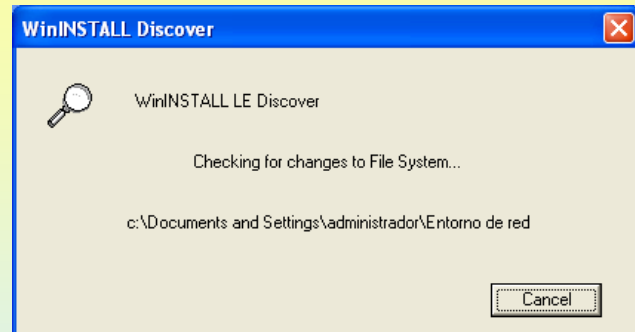 WinINSTALL Discover
WinINSTALL LE Discover
Checking for changes to File System...
c:\Documents and Settings\administrador\Entorno de red
Cancel